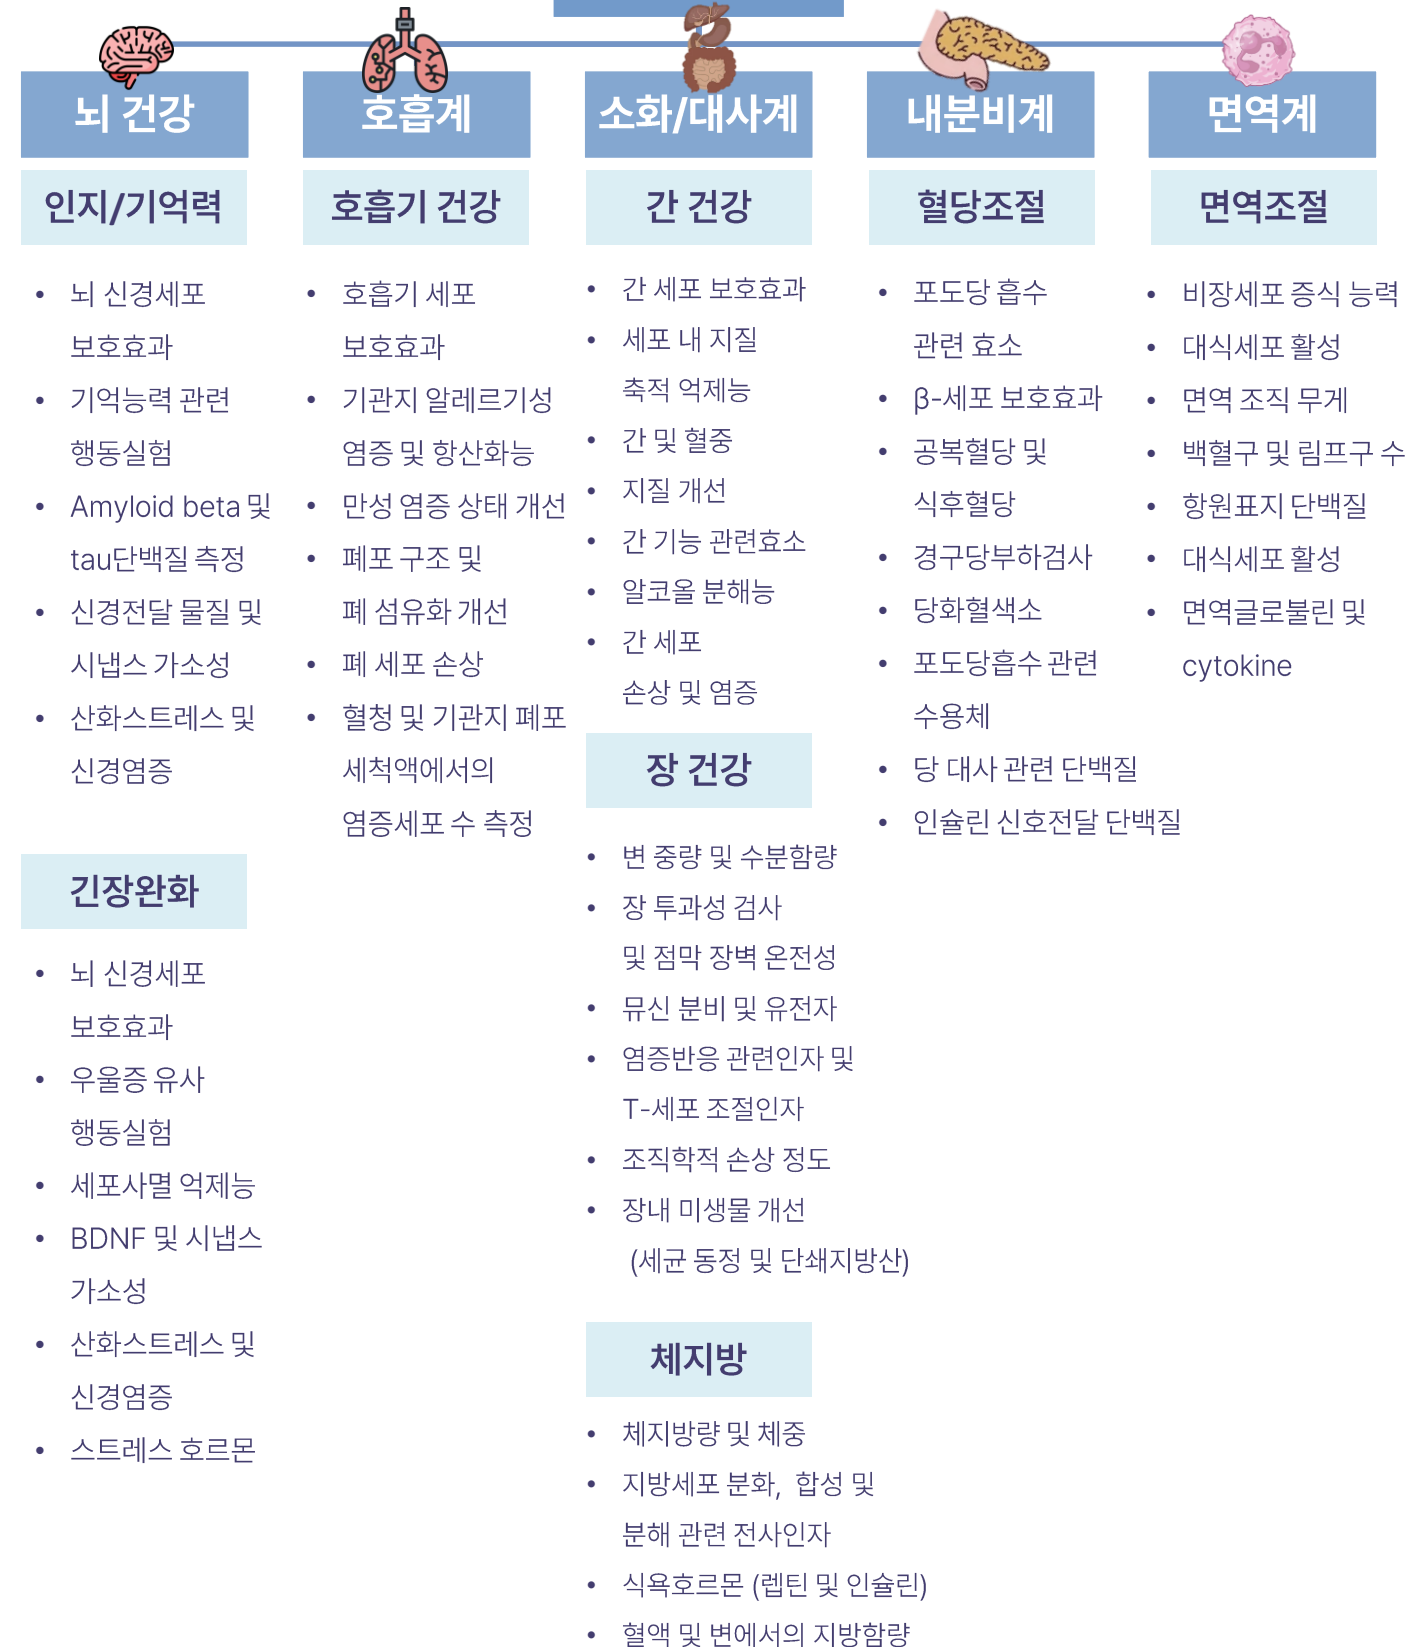 뇌 건강
인지/기억력
• 뇌 신경세포
보호효과
• 기억능력 관련
행동실험
• Amyloid beta 및
tau단백질 측정
• 신경전달 물질 및
시냅스 가소성
• 산화스트레스 및
신경염증
긴장완화
• 뇌 신경세포
보호효과
• 우울증 유사
행동실험
• 세포사멸 억제능
• BDNF 및 시냅스
가소성
• 산화스트레스 및
신경염증
• 스트레스 호르몬
호흡계
호흡기 건강
• 호흡기 세포
보호효과
• 기관지 알레르기성
염증 및 항산화능
• 만성 염증 상태 개선
• 폐포 구조 및
폐 섬유화 개선
• 폐 세포 손상
• 혈청 및 기관지 폐포
세척액에서의
염증세포 수 측정
소화/대사계
간 건강
• 간 세포 보호효과
• 세포 내 지질
축적 억제능
• 간 및 혈중
• 지질 개선
• 간 기능 관련효소
• 알코올 분해능
• 간 세포
손상 및 염증
장 건강
• 변 중량 및 수분함량
• 장 투과성 검사
및 점막 장벽 온전성
• 뮤신 분비 및 유전자
• 염증반응 관련인자 및
T-세포 조절인자
• 조직학적 손상 정도
• 장내 미생물 개선
(세균 동정 및 단쇄지방산)
체지방
• 체지방량 및 체중
• 지방세포 분화, 합성 및
분해 관련 전사인자
• 식욕호르몬 (렙틴 및 인슐린)
• 혈액 및 변에서의 지방함량
내분비계
혈당조절
• 포도당 흡수
관련 효소
• β-세포 보호효과
• 공복혈당 및
식후혈당
• 경구당부하검사
• 당화혈색소
• 포도당흡수 관련
수용체
• 당 대사 관련 단백질
• 인슐린 신호전달 단백질
면역계
면역조절
• 비장세포 증식 능력
• 대식세포 활성
• 면역 조직 무게
• 백혈구 및 림프구 수
• 항원표지 단백질
• 대식세포 활성
• 면역글로불린 및
cytokine